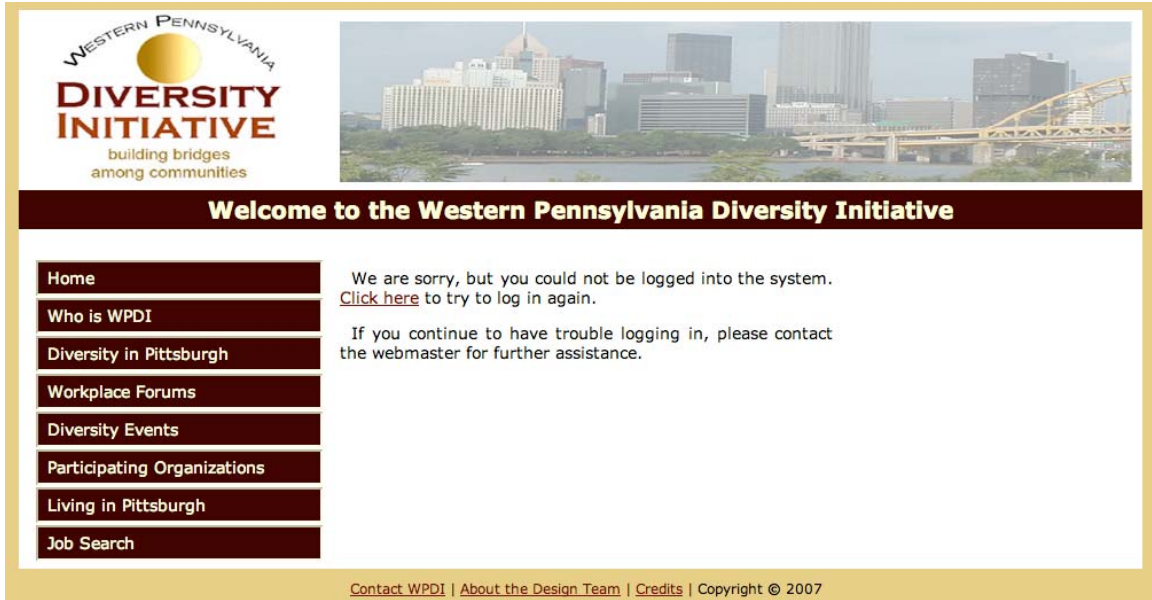 WESTERN PENNSYLVANIA
DIVERSITY
INITIATIVE
building bridges
among communities
Welcome to the Western Pennsylvania Diversity Initiative
Home
Who is WPDI
Diversity in Pittsburgh
Workplace Forums
Diversity Events
Participating Organizations
Living in Pittsburgh
Job Search
We are sorry, but you could not be logged into the system.
Click here to try to log in again.
If you continue to have trouble logging in, please contact
the webmaster for further assistance.
Contact WPDI | About the Design Team | Credits | Copyright © 2007